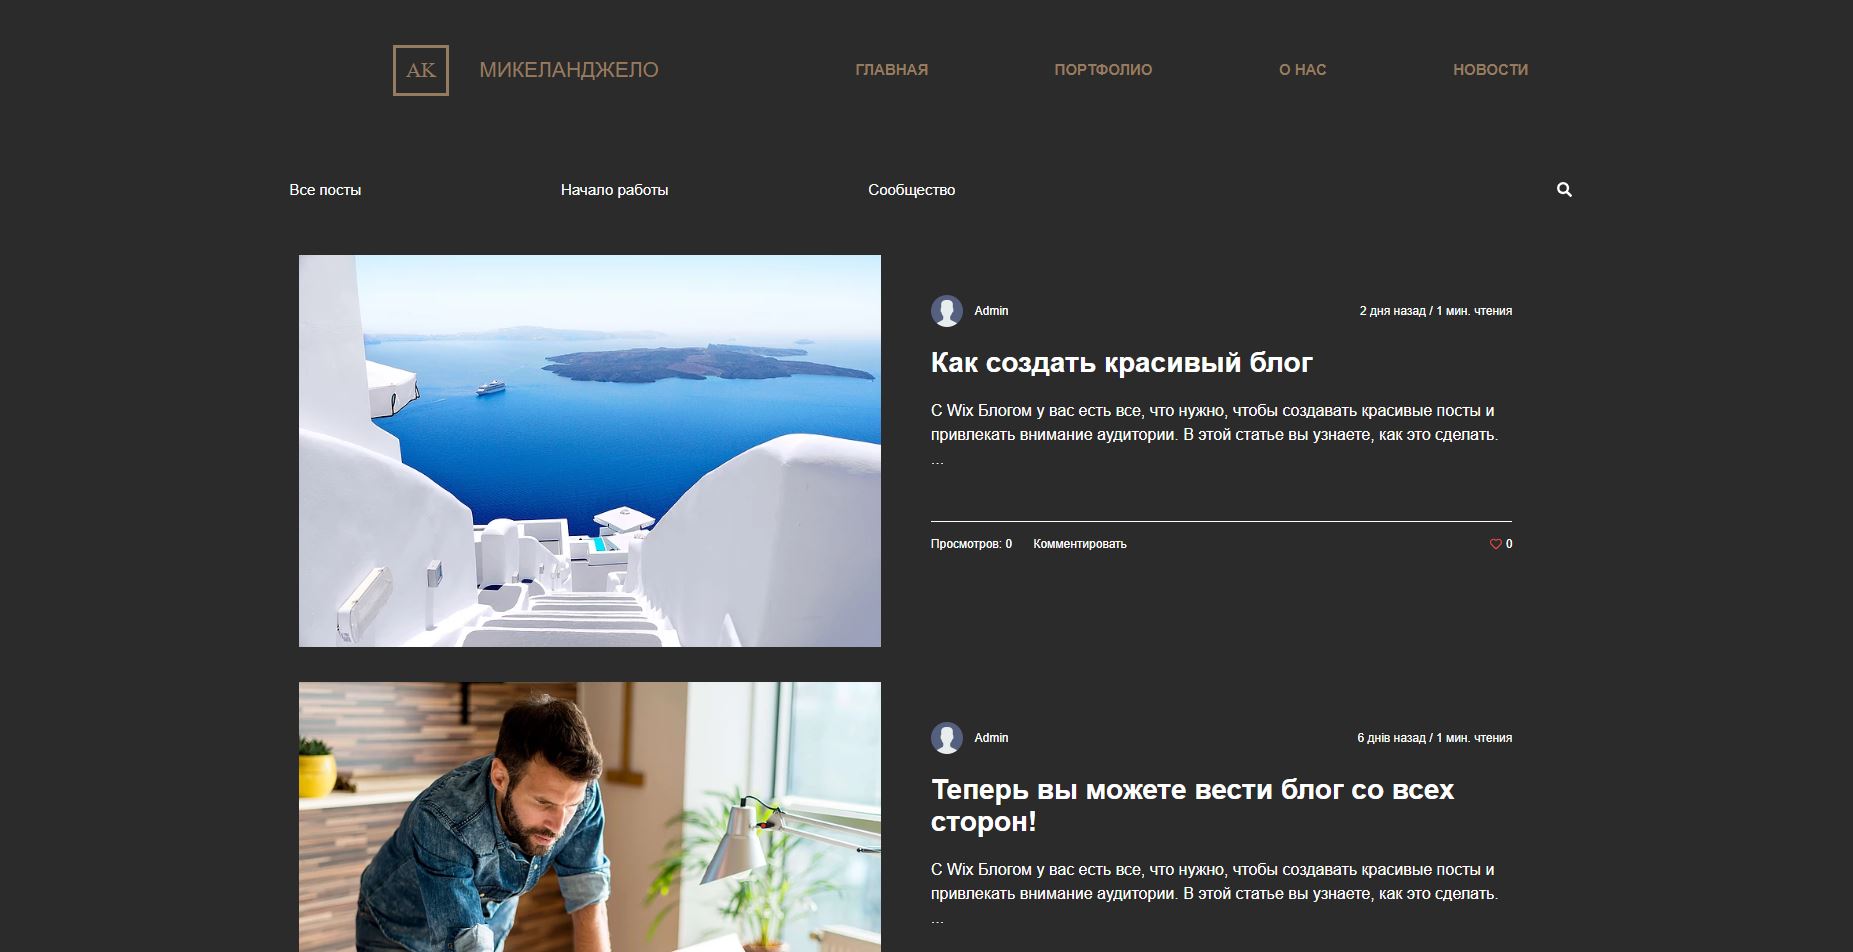 AK
МИКЕЛАНДЖЕЛО
ГЛАВНАЯ
ПОРТФОЛИО
О НАС
НОВОСТИ
Все посты
Начало работы
Сообщество
Admin
2 дня назад / 1 мин. чтения
Как создать красивый блог
С Wix Блогом у вас есть все, что нужно, чтобы создавать красивые посты и
привлекать внимание аудитории. В этой статье вы узнаете, как это сделать.
...
Просмотров: 0
Комментировать
0
Admin
6 днів назад / 1 мин. чтения
Теперь вы можете вести блог со всех
сторон!
С Wix Блогом у вас есть все, что нужно, чтобы создавать красивые посты и
привлекать внимание аудитории. В этой статье вы узнаете, как это сделать.
...